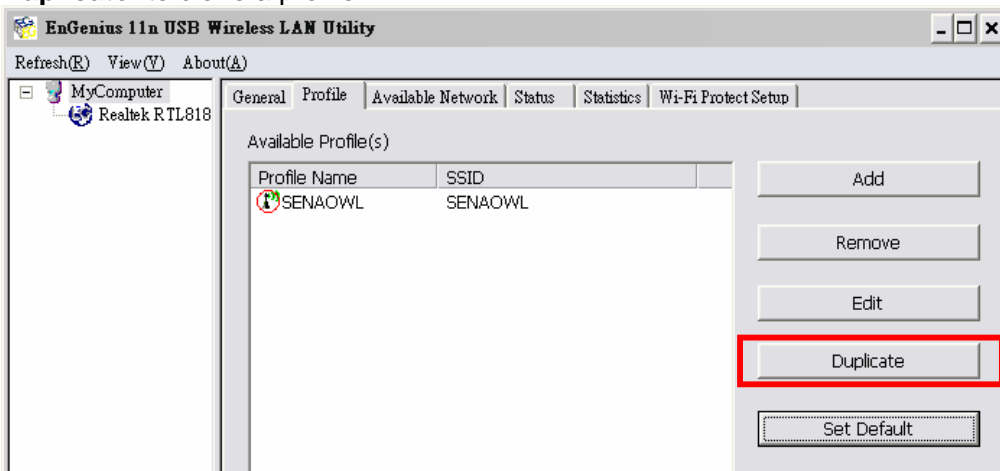 EnGenius 11n USB Wireless LAN Utility
Refresh(R) View(V) About(A)
MyComputer
Realtek RTL818
General Profile Available Network Status Statistics Wi-Fi Protect Setup
Available Profile(s)
Profile Name SSID
SENAOWL SENAOWL
Add
Remove
Edit
Duplicate
Set Default